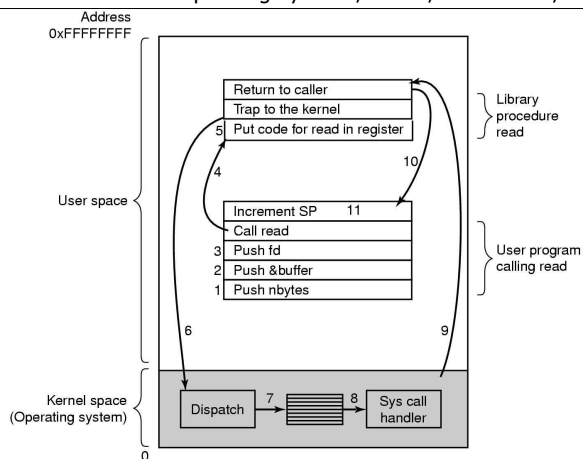 Address
0xFFFFFFFF
Return to caller
Trap to the kernel
5 Put code for read in register
Library
procedure
read
4
10
User space
Increment SP 11
Call read
3 Push fd
2 Push &buffer
1 Push nbytes
User program
calling read
6
9
Kernel space
(Operating system)
Dispatch
7
8
Sys call
handler
0